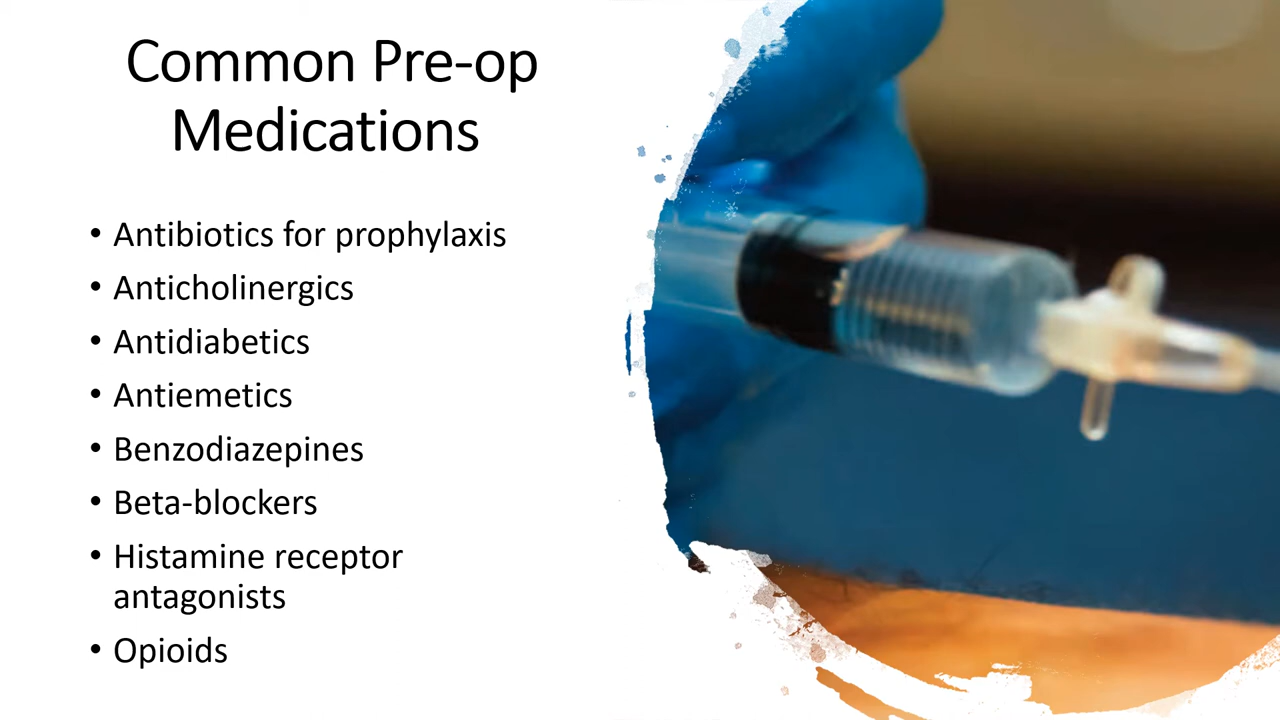 Common Pre-op
Medications
• Antibiotics for prophylaxis
• Anticholinergics
• Antidiabetics
• Antiemetics
• Benzodiazepines
• Beta-blockers
• Histamine receptor
antagonists
• Opioids